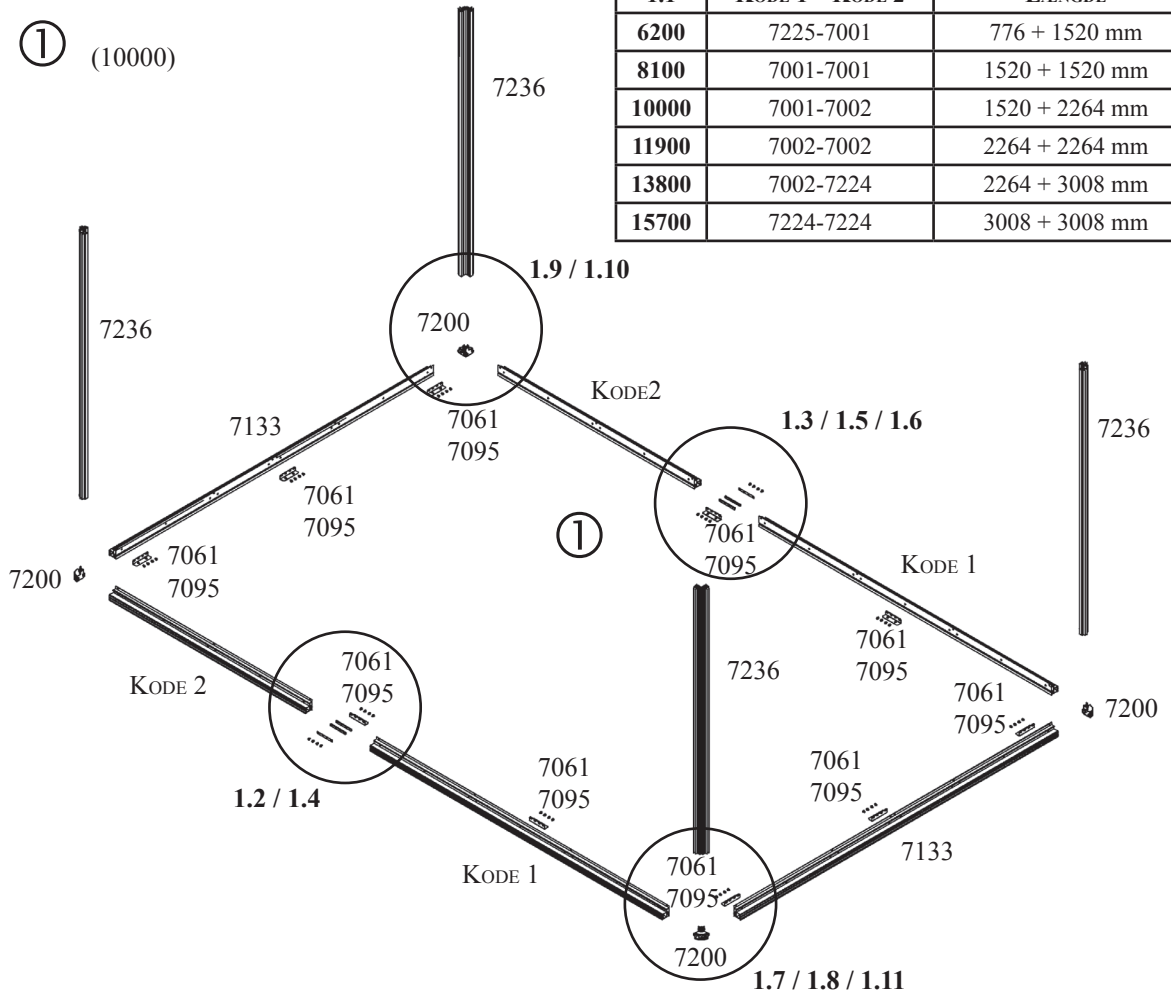 ① (10000)
1.1 KODE 1 - KODE 2 LÆNGDE
6200 7225-7001 776 + 1520 mm
8100 7001-7001 1520 + 1520 mm
10000 7001-7002 1520 + 2264 mm
11900 7002-7002 2264 + 2264 mm
13800 7002-7224 2264 + 3008 mm
15700 7224-7224 3008 + 3008 mm
7236
1.9 / 1.10
7236
7200
KODE2
7061
7095
7133
1.3 / 1.5 / 1.6
7236
7061
7095
①
7061
7095
KODE 1
7061
7095
7200
7061
7095
KODE 2
7061
7095
7236
7061
7095
7200
1.2 / 1.4
7061
7095
7061
7095
7133
KODE 1
7061
7095
7200
1.7 / 1.8 / 1.11